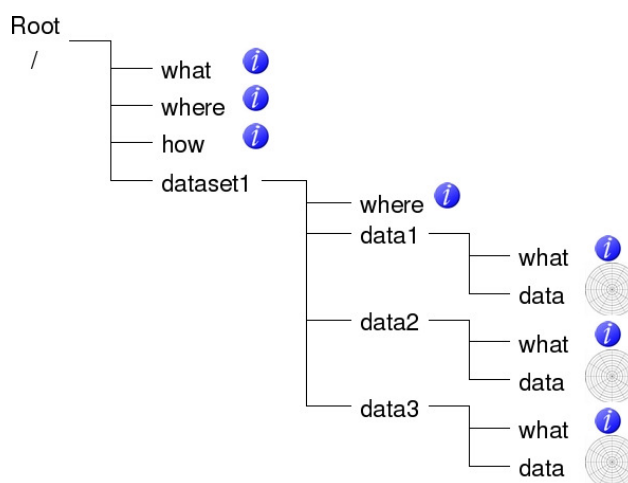 Root
/
what i
where i
how i
dataset1
where i
data1
what i
data
data2
what i
data
data3
what i
data